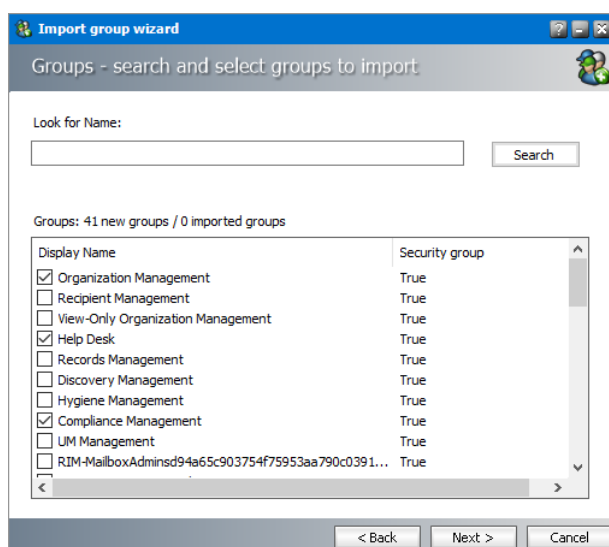 Import group wizard
Groups - search and select groups to import
Look for Name:
Search
Groups: 41 new groups / 0 imported groups
Display Name Security group
Organization Management True
Recipient Management True
View-Only Organization Management True
Help Desk True
Records Management True
Discovery Management True
Hygiene Management True
Compliance Management True
UM Management True
RIM-MailboxAdminsd94a65c903754f75953aa790c0391... True
< Back Next > Cancel